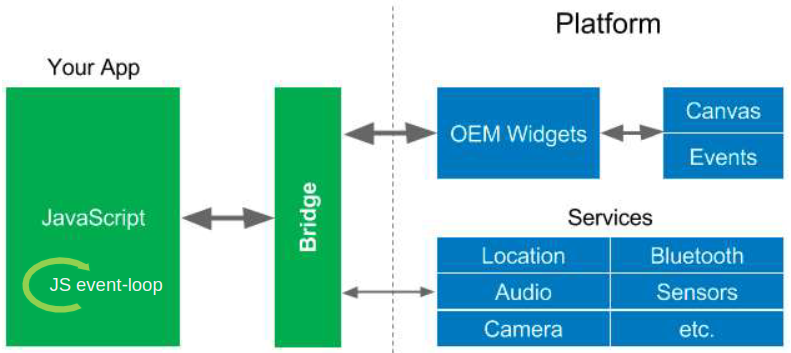 Platform
Your App
JavaScript
JS event-loop
Bridge
OEM Widgets
Canvas
Events
Services
Location
Bluetooth
Audio
Sensors
Camera
etc.